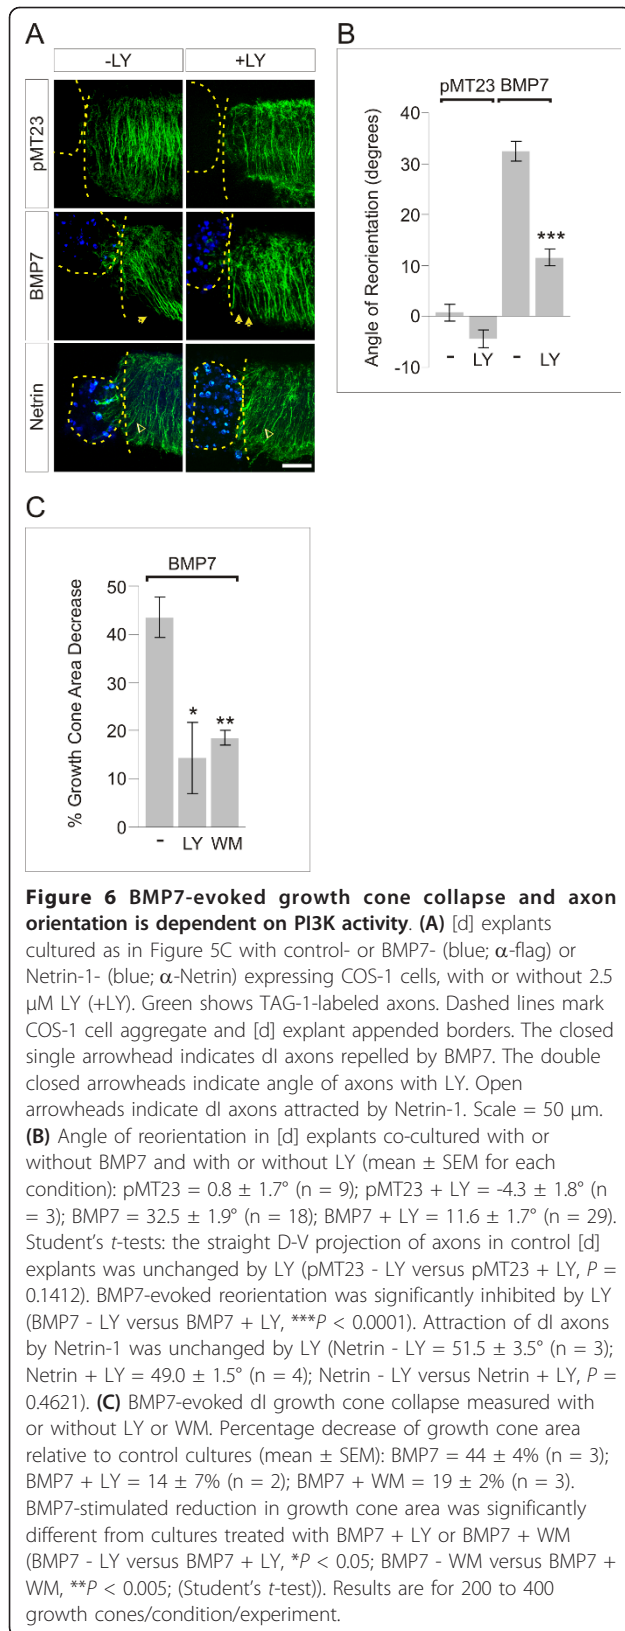 A
-LY
+LY
pMT23
BMP7
Netrin
B
pMT23 BMP7
Angle of Reorientation (degrees)
40
30
20
10
0
-10
***
- LY - LY
C
BMP7
% Growth Cone Area Decrease
50
40
30
20
10
0
*
**
- LY WM
Figure 6 BMP7-evoked growth cone collapse and axon
orientation is dependent on PI3K activity. (A) [d] explants
cultured as in Figure 5C with control- or BMP7- (blue; α-flag) or
Netrin-1- (blue; α-Netrin) expressing COS-1 cells, with or without 2.5
μM LY (+LY). Green shows TAG-1-labeled axons. Dashed lines mark
COS-1 cell aggregate and [d] explant appended borders. The closed
single arrowhead indicates dI axons repelled by BMP7. The double
closed arrowheads indicate angle of axons with LY. Open
arrowheads indicate dI axons attracted by Netrin-1. Scale = 50 μm.
(B) Angle of reorientation in [d] explants co-cultured with or
without BMP7 and with or without LY (mean ± SEM for each
condition): pMT23 = 0.8 ± 1.7° (n = 9); pMT23 + LY = -4.3 ± 1.8° (n
= 3); BMP7 = 32.5 ± 1.9° (n = 18); BMP7 + LY = 11.6 ± 1.7° (n = 29).
Student's t-tests: the straight D-V projection of axons in control [d]
explants was unchanged by LY (pMT23 - LY versus pMT23 + LY, P =
0.1412). BMP7-evoked reorientation was significantly inhibited by LY
(BMP7 - LY versus BMP7 + LY, ***P < 0.0001). Attraction of dI axons
by Netrin-1 was unchanged by LY (Netrin - LY = 51.5 ± 3.5° (n = 3);
Netrin + LY = 49.0 ± 1.5° (n = 4); Netrin - LY versus Netrin + LY, P =
0.4621). (C) BMP7-evoked dI growth cone collapse measured with
or without LY or WM. Percentage decrease of growth cone area
relative to control cultures (mean ± SEM): BMP7 = 44 ± 4% (n = 3);
BMP7 + LY = 14 ± 7% (n = 2); BMP7 + WM = 19 ± 2% (n = 3).
BMP7-stimulated reduction in growth cone area was significantly
different from cultures treated with BMP7 + LY or BMP7 + WM
(BMP7 - LY versus BMP7 + LY, *P < 0.05; BMP7 - WM versus BMP7 +
WM, **P < 0.005; (Student's t-test)). Results are for 200 to 400
growth cones/condition/experiment.